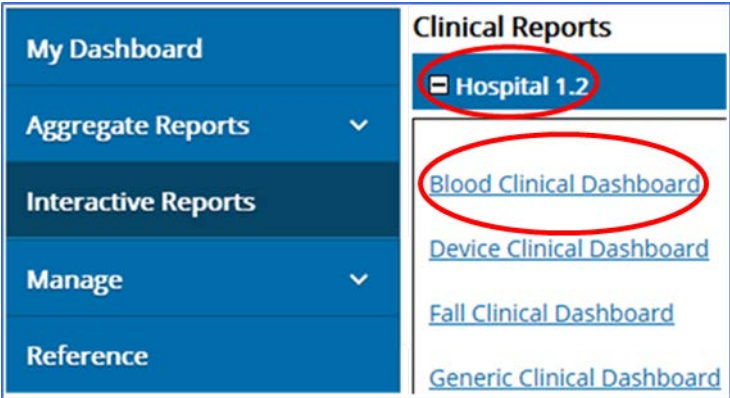 My Dashboard
Aggregate Reports
Interactive Reports
Manage
Reference
Clinical Reports
Hospital 1.2
Blood Clinical Dashboard
Device Clinical Dashboard
Fall Clinical Dashboard
Generic Clinical Dashboard